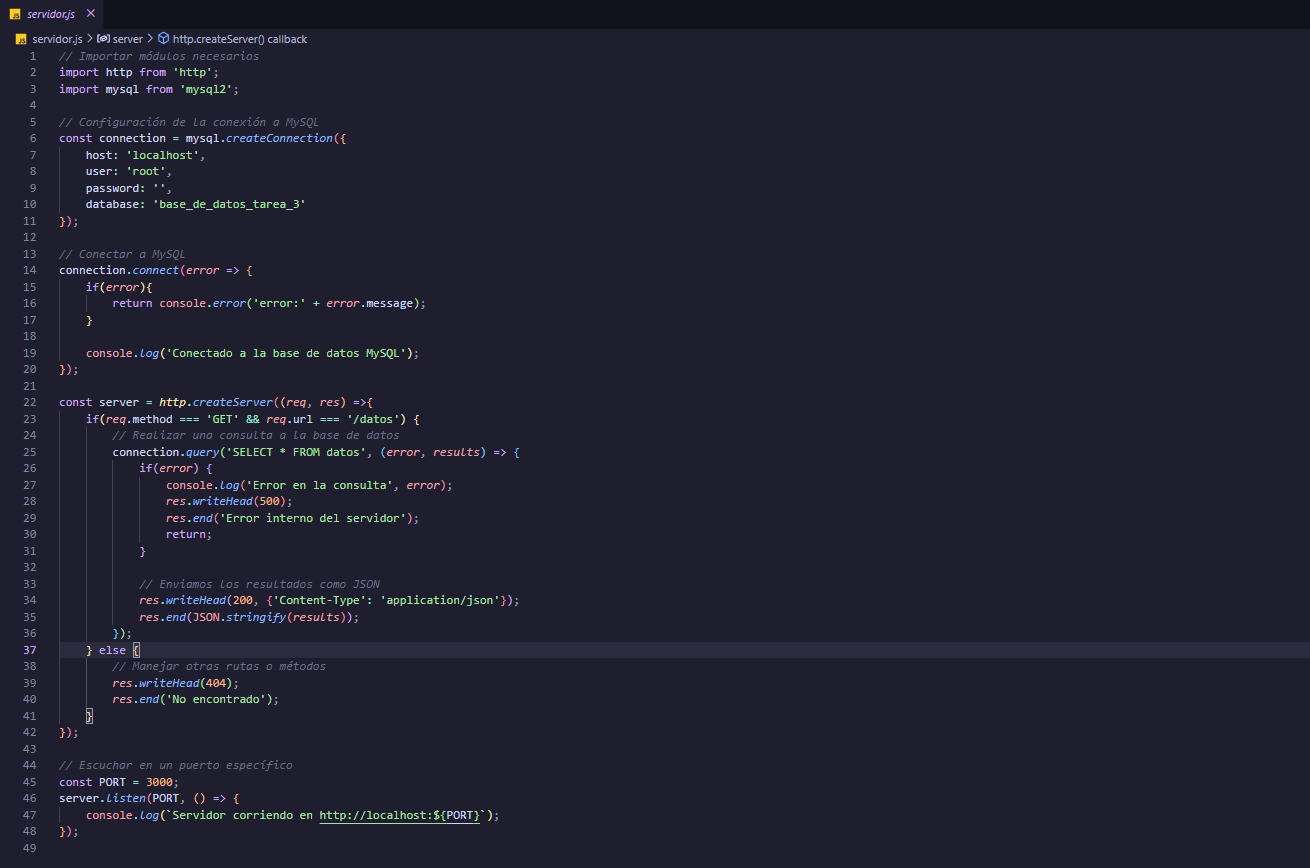 servidor.js
servidor.js > server > http.createServer() callback
1 // Importar módulos necesarios
2 import http from 'http';
3 import mysql from 'mysql2';
4
5 // Configuración de la conexión a MySQL
6 const connection = mysql.createConnection({
7     host: 'localhost',
8     user: 'root',
9     password: '',
10     database: 'base_de_datos_tarea_3'
11 });
12
13 // Conectar a MySQL
14 connection.connect(error => {
15     if(error){
16         return console.error('error:' + error.message);
17     }
18
19     console.log('Conectado a la base de datos MySQL');
20 });
21
22 const server = http.createServer((req, res) =>{
23     if(req.method === 'GET' && req.url === '/datos') {
24         // Realizar una consulta a la base de datos
25         connection.query('SELECT * FROM datos', (error, results) => {
26             if(error) {
27                 console.log('Error en la consulta', error);
28                 res.writeHead(500);
29                 res.end('Error interno del servidor');
30                 return;
31             }
32
33             // Enviamos los resultados como JSON
34             res.writeHead(200, {'Content-Type': 'application/json'});
35             res.end(JSON.stringify(results));
36         });
37     } else {
38         // Manejar otras rutas o métodos
39         res.writeHead(404);
40         res.end('No encontrado');
41     }
42 });
43
44 // Escuchar en un puerto específico
45 const PORT = 3000;
46 server.listen(PORT, () => {
47     console.log(`Servidor corriendo en http://localhost:${PORT}`);
48 });
49